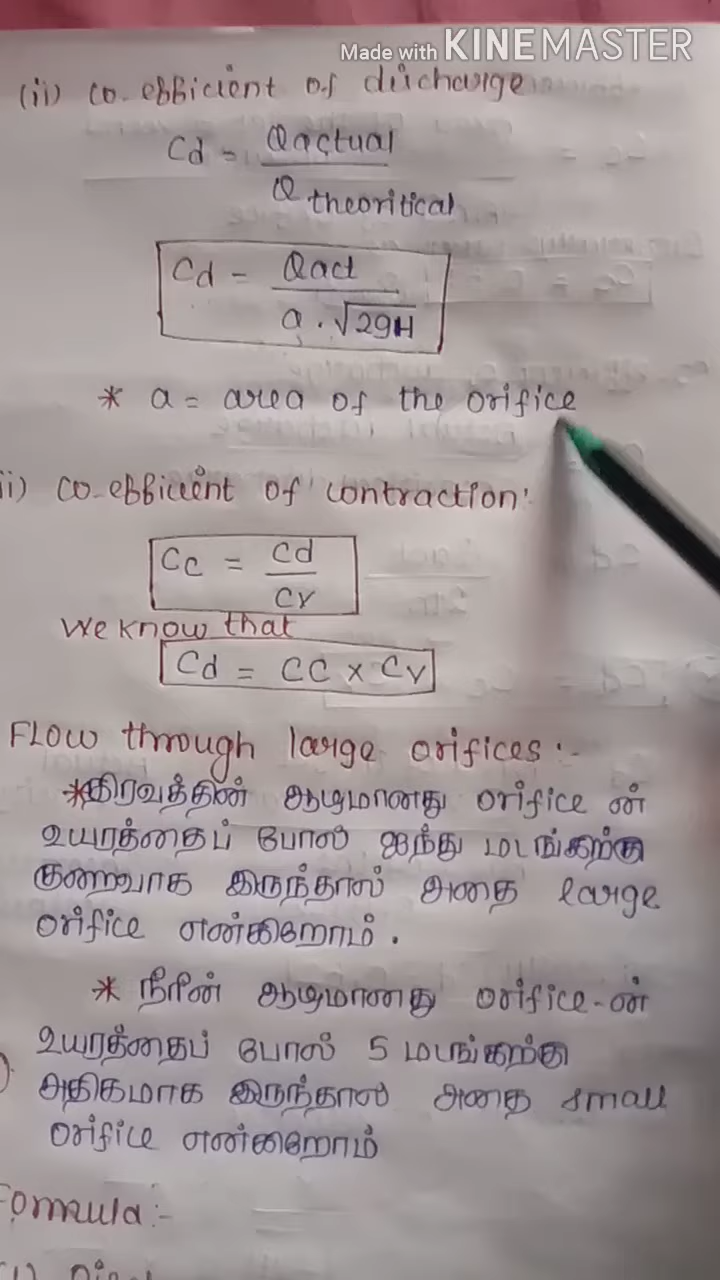 Made with KINEMASTER
(ii) co-efficient of discharge
Cd = Qactual / Q theoritical
Cd = Qact / a . √2gH
* a = area of the orifice
ii) co-efficient of contraction:
Cc = Cd / Cv
We know that
Cd = CC x Cv
FLOW through large orifices :-
*திரவத்தின் ஆழமானது orifice ன்
உயரத்தைப் போல் ஐந்து மடங்கிற்கு
குறைவாக இருந்தால் அதை large
orifice என்கிறோம் .
* நீரின் ஆழமானது orifice-ன்
உயரத்தைப் போல் 5 மடங்கிற்கு
அதிகமாக இருந்தால் அதை small
orifice என்கிறோம்
Formula :-